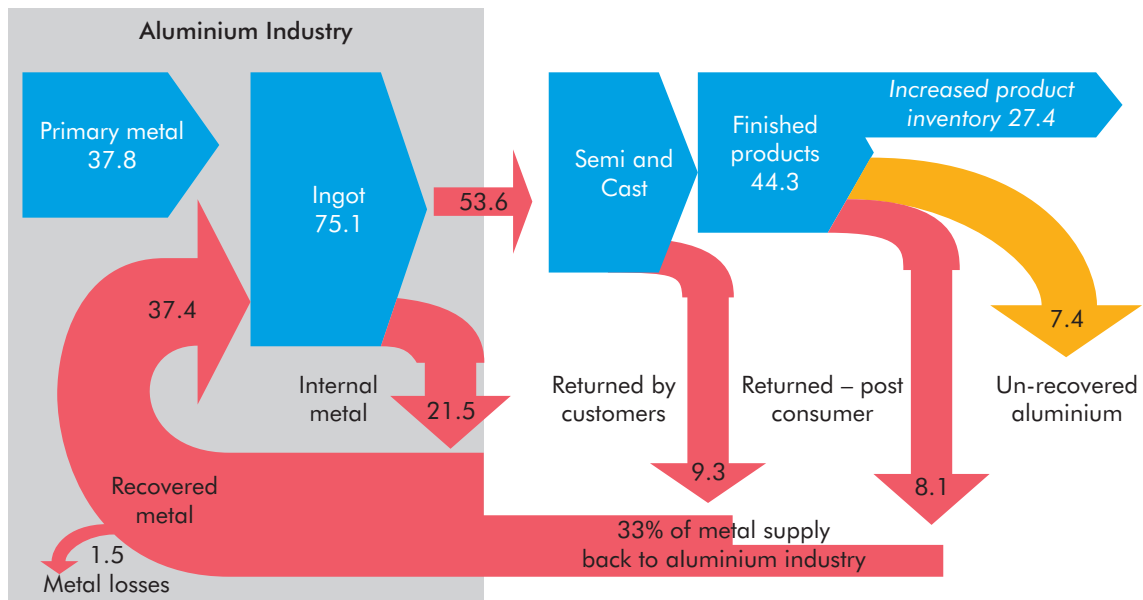 Aluminium Industry
Primary metal
37.8
Ingot
75.1
53.6
Semi and
Cast
Finished
products
44.3
Increased product
inventory 27.4
37.4
Internal
metal
21.5
Returned by
customers
9.3
Returned – post
consumer
8.1
7.4
Un-recovered
aluminium
Recovered
metal
1.5
Metal losses
33% of metal supply
back to aluminium industry